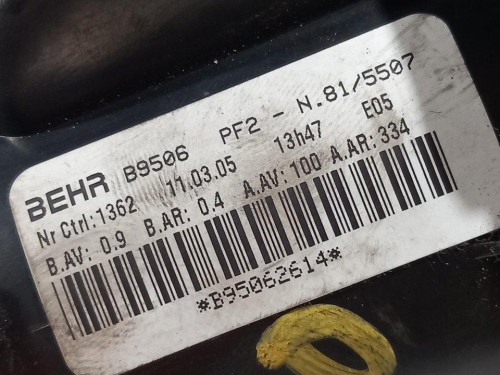 BEHR B9506 PF2 - N.81/5507
Nr Ctrl:1362 11.03.05 13h47 E05
B.AV: 0.9 B.AR: 0.4 A.AV: 100 A.AR: 334
*B95062614*